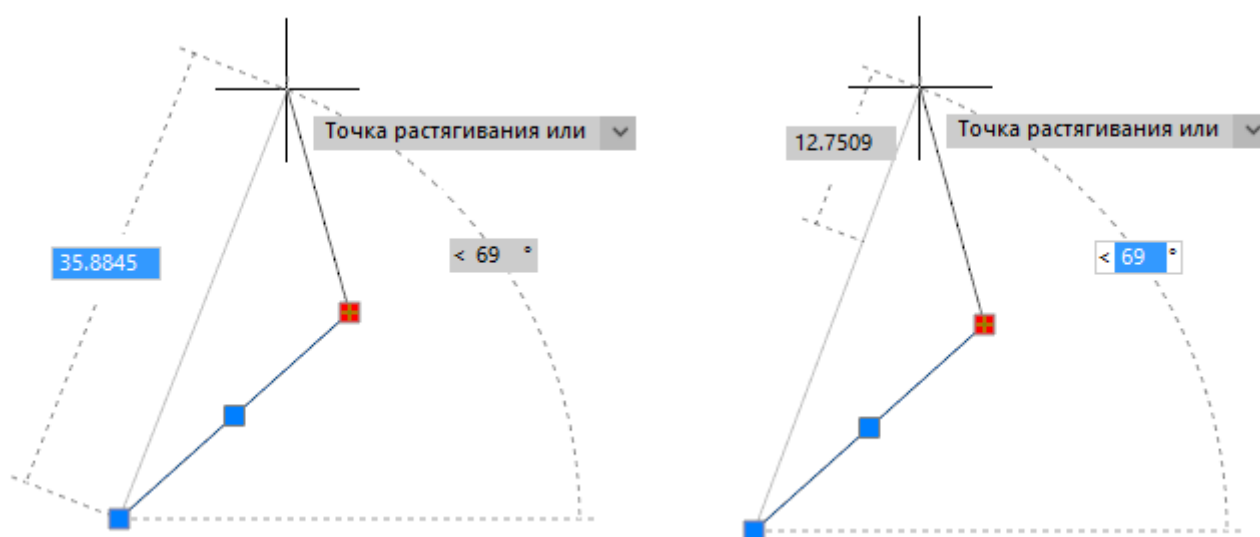 Точка растягивания или
35.8845
< 69 °
Точка растягивания или
12.7509
< 69 °